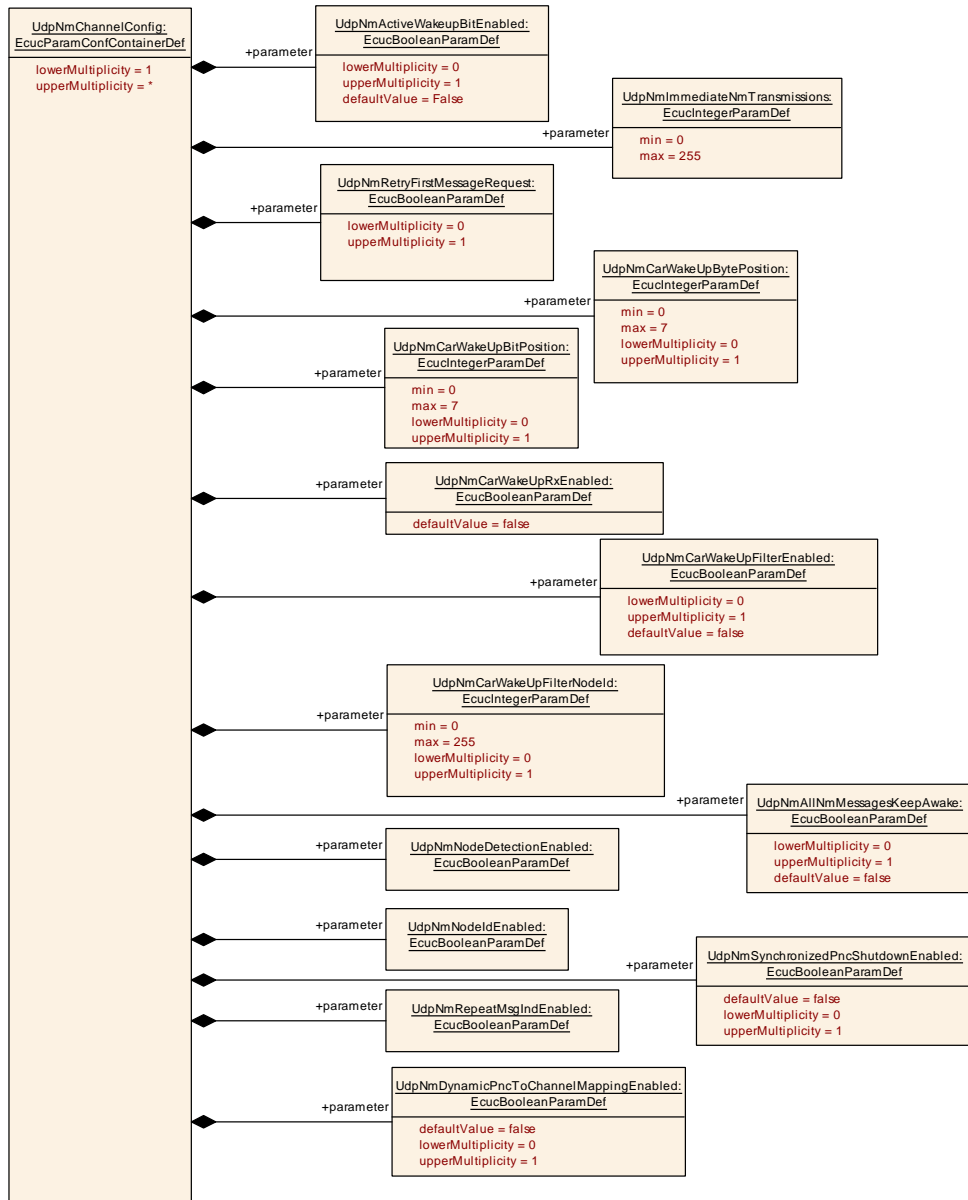 UdpNmChannelConfig:
EcucParamConfContainerDef
lowerMultiplicity = 1
upperMultiplicity = *
+parameter
UdpNmActiveWakeupBitEnabled:
EcucBooleanParamDef
lowerMultiplicity = 0
upperMultiplicity = 1
defaultValue = False
+parameter
UdpNmImmediateNmTransmissions:
EcucIntegerParamDef
min = 0
max = 255
+parameter
UdpNmRetryFirstMessageRequest:
EcucBooleanParamDef
lowerMultiplicity = 0
upperMultiplicity = 1
+parameter
UdpNmCarWakeUpBytePosition:
EcucIntegerParamDef
min = 0
max = 7
lowerMultiplicity = 0
upperMultiplicity = 1
+parameter
UdpNmCarWakeUpBitPosition:
EcucIntegerParamDef
min = 0
max = 7
lowerMultiplicity = 0
upperMultiplicity = 1
+parameter
UdpNmCarWakeUpRxEnabled:
EcucBooleanParamDef
defaultValue = false
+parameter
UdpNmCarWakeUpFilterEnabled:
EcucBooleanParamDef
lowerMultiplicity = 0
upperMultiplicity = 1
defaultValue = false
+parameter
UdpNmCarWakeUpFilterNodeId:
EcucIntegerParamDef
min = 0
max = 255
lowerMultiplicity = 0
upperMultiplicity = 1
+parameter
UdpNmAllNmMessagesKeepAwake:
EcucBooleanParamDef
lowerMultiplicity = 0
upperMultiplicity = 1
defaultValue = false
+parameter
UdpNmNodeDetectionEnabled:
EcucBooleanParamDef
+parameter
UdpNmNodeIdEnabled:
EcucBooleanParamDef
+parameter
UdpNmSynchronizedPncShutdownEnabled:
EcucBooleanParamDef
defaultValue = false
lowerMultiplicity = 0
upperMultiplicity = 1
+parameter
UdpNmRepeatMsgIndEnabled:
EcucBooleanParamDef
+parameter
UdpNmDynamicPncToChannelMappingEnabled:
EcucBooleanParamDef
defaultValue = false
lowerMultiplicity = 0
upperMultiplicity = 1